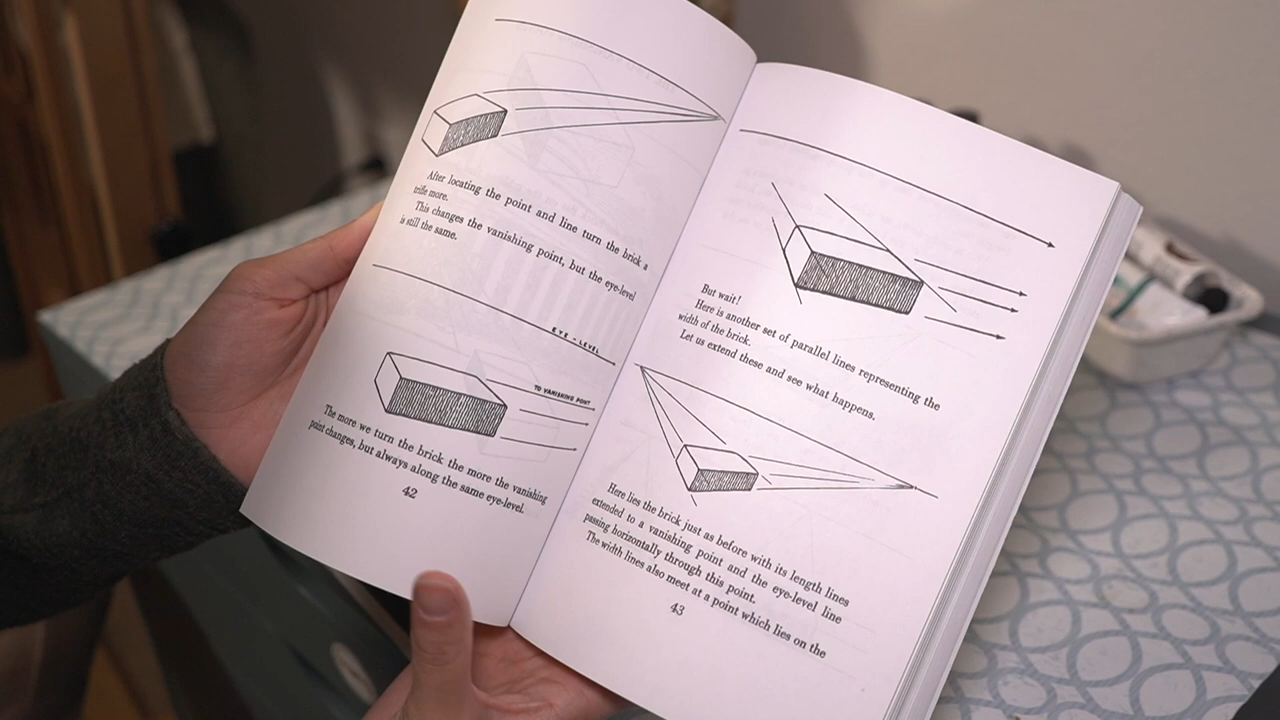 After locating the point and line turn the brick a
trifle more.
This changes the vanishing point, but the eye-level
is still the same.
EYE - LEVEL
TO VANISHING POINT
The more we turn the brick the more the vanishing
point changes, but always along the same eye-level.
42
But wait!
Here is another set of parallel lines representing the
width of the brick.
Let us extend these and see what happens.
Here lies the brick just as before with its length lines
extended to a vanishing point and the eye-level line
passing horizontally through this point.
The width lines also meet at a point which lies on the
43